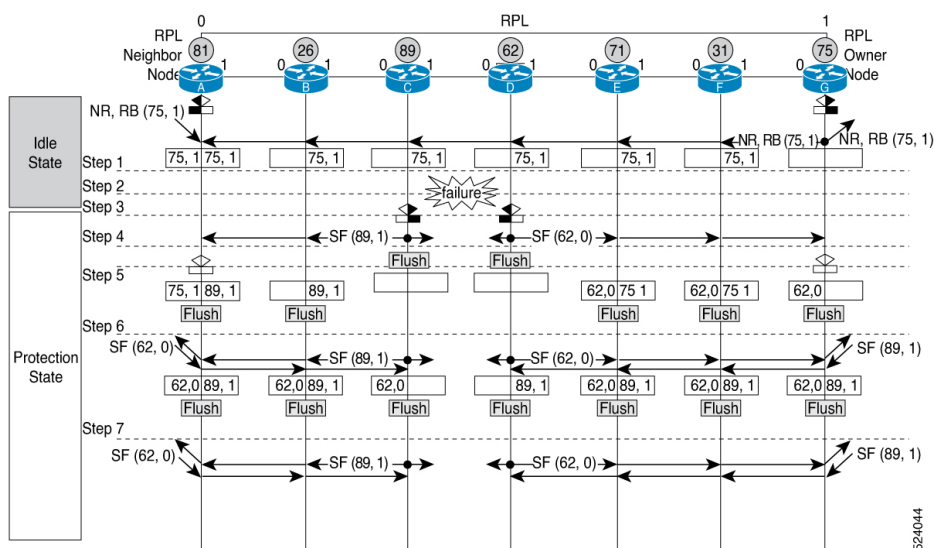 0 RPL 1
RPL Neighbor Node
RPL Owner Node
81 26 89 62 71 31 75
0 1 0 1 0 1 0 1 0 1 0 1 0
A B C D E F G
Idle State
NR, RB (75, 1)
NR, RB (75, 1) NR, RB (75, 1)
Step 1
75, 1 75, 1 75, 1 75, 1 75, 1 75, 1 75, 1
Step 2
failure
Step 3
Protection State
Step 4
SF (89, 1) SF (62, 0)
Flush Flush
Step 5
75, 1 89, 1 89, 1 62,0 75 1 62,0 75 1 62,0
Flush Flush Flush Flush Flush
Step 6
SF (62, 0) SF (89, 1) SF (62, 0) SF (89, 1)
62,0 89, 1 62,0 89, 1 62,0 89, 1 62,0 89, 1 62,0 89, 1 62,0 89, 1
Flush Flush Flush Flush Flush Flush Flush
Step 7
SF (62, 0) SF (89, 1) SF (62, 0) SF (89, 1)
524044